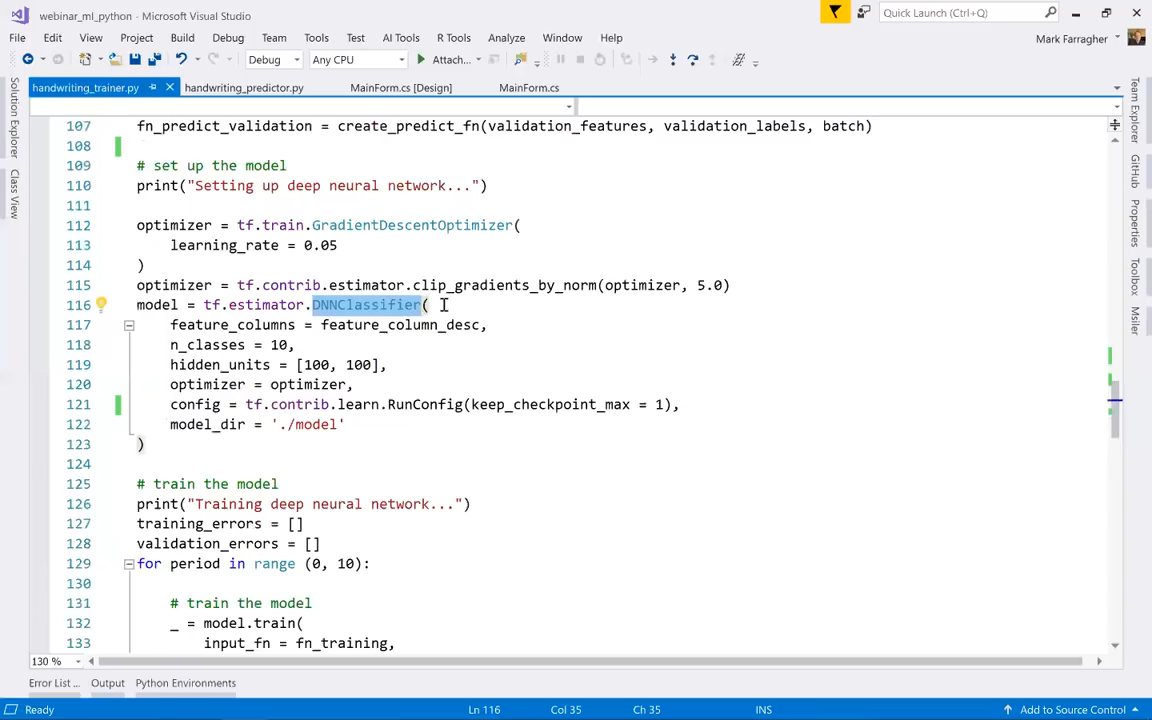 webinar_ml_python - Microsoft Visual Studio
Quick Launch (Ctrl+Q)
File Edit View Project Build Debug Team Tools Test AI Tools R Tools Analyze Window Help
Mark Farragher
Debug Any CPU Attach...
handwriting_trainer.py handwriting_predictor.py MainForm.cs [Design] MainForm.cs
Solution Explorer
Class View
Team Explorer
GitHub
Properties
Toolbox
Msiler
107 fn_predict_validation = create_predict_fn(validation_features, validation_labels, batch)
108
109 # set up the model
110 print("Setting up deep neural network...")
111
112 optimizer = tf.train.GradientDescentOptimizer(
113 learning_rate = 0.05
114 )
115 optimizer = tf.contrib.estimator.clip_gradients_by_norm(optimizer, 5.0)
116 model = tf.estimator.DNNClassifier(
117 feature_columns = feature_column_desc,
118 n_classes = 10,
119 hidden_units = [100, 100],
120 optimizer = optimizer,
121 config = tf.contrib.learn.RunConfig(keep_checkpoint_max = 1),
122 model_dir = './model'
123 )
124
125 # train the model
126 print("Training deep neural network...")
127 training_errors = []
128 validation_errors = []
129 for period in range (0, 10):
130
131 # train the model
132 _ = model.train(
133 input_fn = fn_training,
130 %
Error List ... Output Python Environments
Ready Ln 116 Col 35 Ch 35 INS Add to Source Control